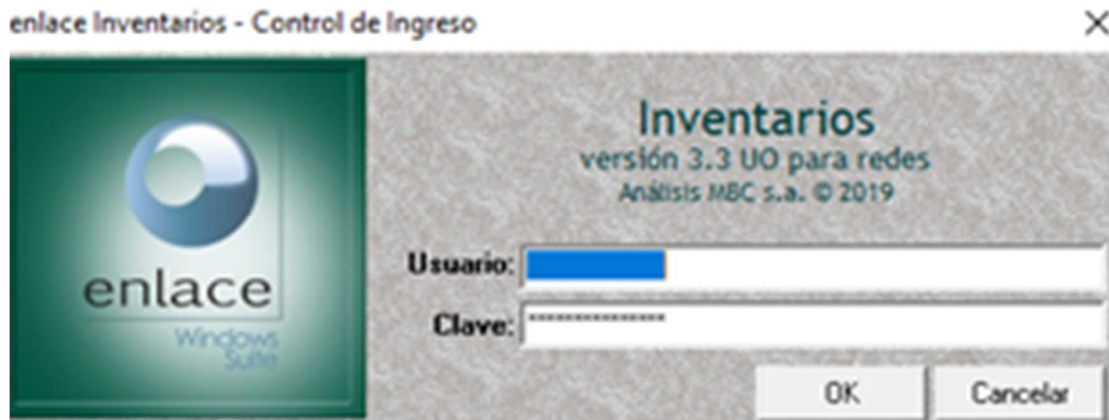 enlace Inventarios - Control de Ingreso
Inventarios
versión 3.3 UO para redes
Análisis MBC s.a. © 2019
enlace
Windows
Suite
Usuario:
Clave: ---------------
OK Cancelar